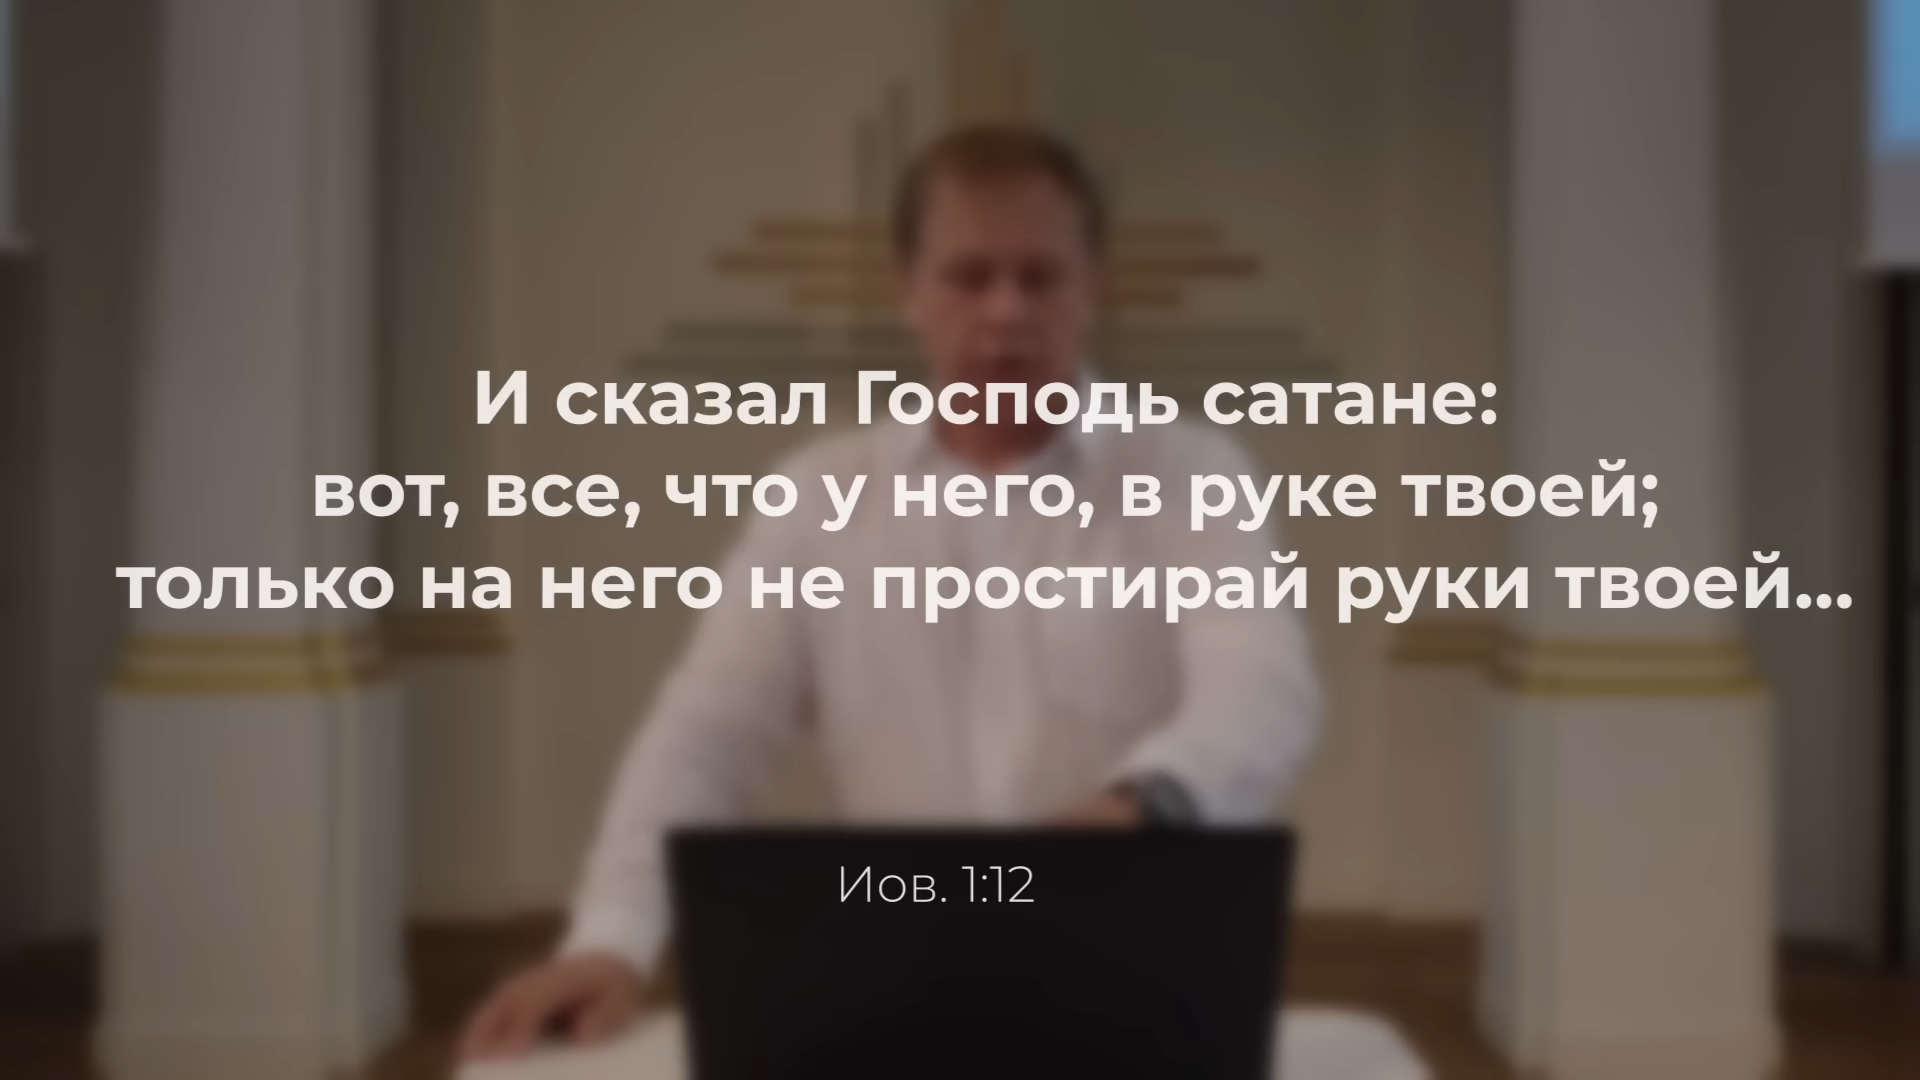 И сказал Господь сатане:
вот, все, что у него, в руке твоей;
только на него не простирай руки твоей...
Иов. 1:12